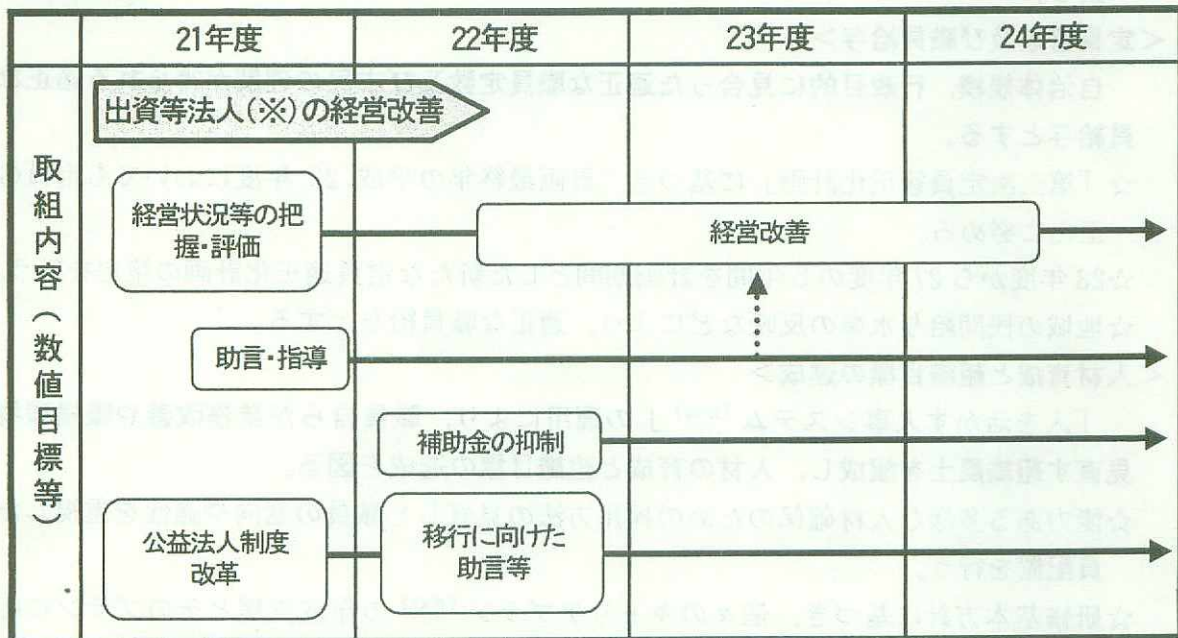 21年度 22年度 23年度 24年度
取組内容(数値目標等)
出資等法人(※)の経営改善
経営状況等の把
握・評価
経営改善
助言・指導
補助金の抑制
公益法人制度
改革
移行に向けた
助言等